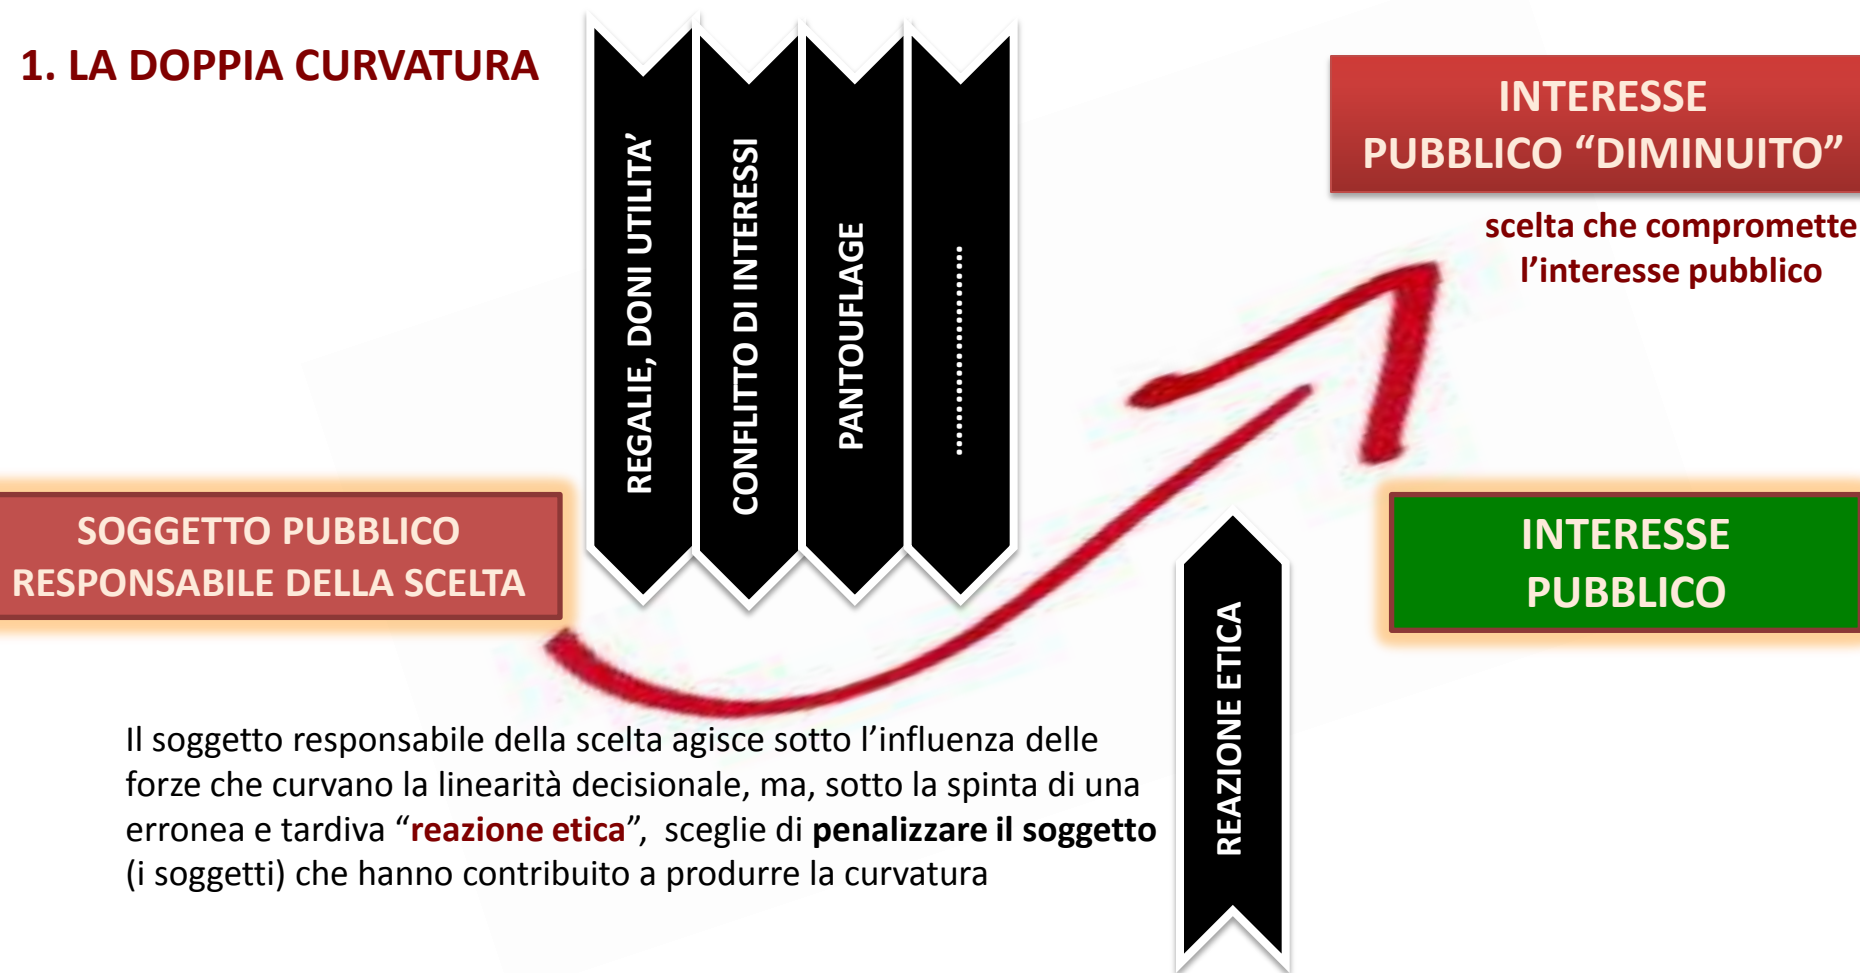 1. LA DOPPIA CURVATURA
REGALIE, DONI UTILITA’
CONFLITTO DI INTERESSI
PANTOUFLAGE
...............................
INTERESSE
PUBBLICO “DIMINUITO”
scelta che compromette
l’interesse pubblico
SOGGETTO PUBBLICO
RESPONSABILE DELLA SCELTA
INTERESSE
PUBBLICO
REAZIONE ETICA
Il soggetto responsabile della scelta agisce sotto l’influenza delle
forze che curvano la linearità decisionale, ma, sotto la spinta di una
erronea e tardiva “reazione etica”, sceglie di penalizzare il soggetto
(i soggetti) che hanno contribuito a produrre la curvatura